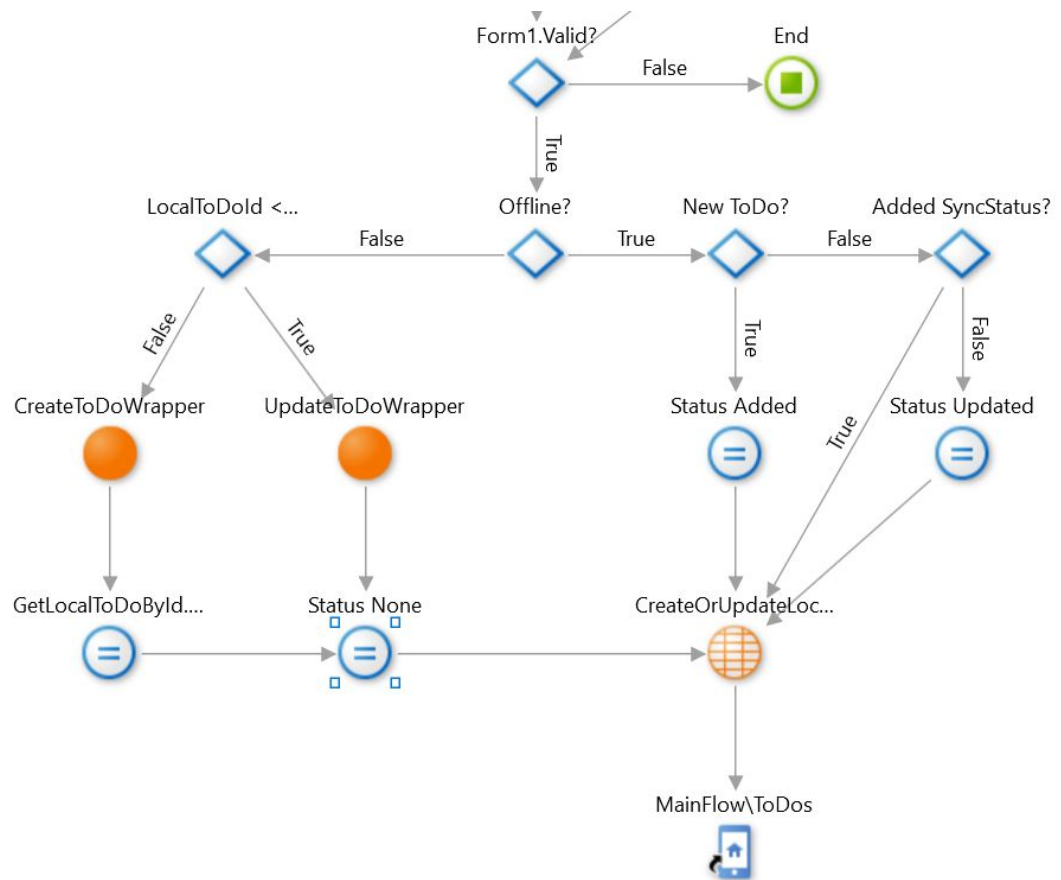 Form1.Valid?
End
False
True
LocalToDoId <...
Offline?
New ToDo?
Added SyncStatus?
False
True
False
False
True
True
True
False
CreateToDoWrapper
UpdateToDoWrapper
Status Added
Status Updated
GetLocalToDoById....
Status None
CreateOrUpdateLoc...
MainFlow\ToDos